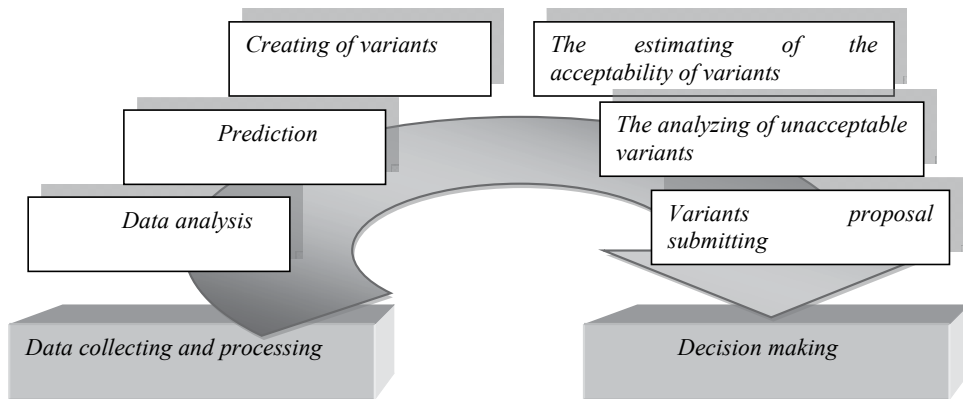 Creating of variants
The estimating of the
acceptability of variants
Prediction
The analyzing of unacceptable
variants
Data analysis
Variants proposal
submitting
Data collecting and processing
Decision making